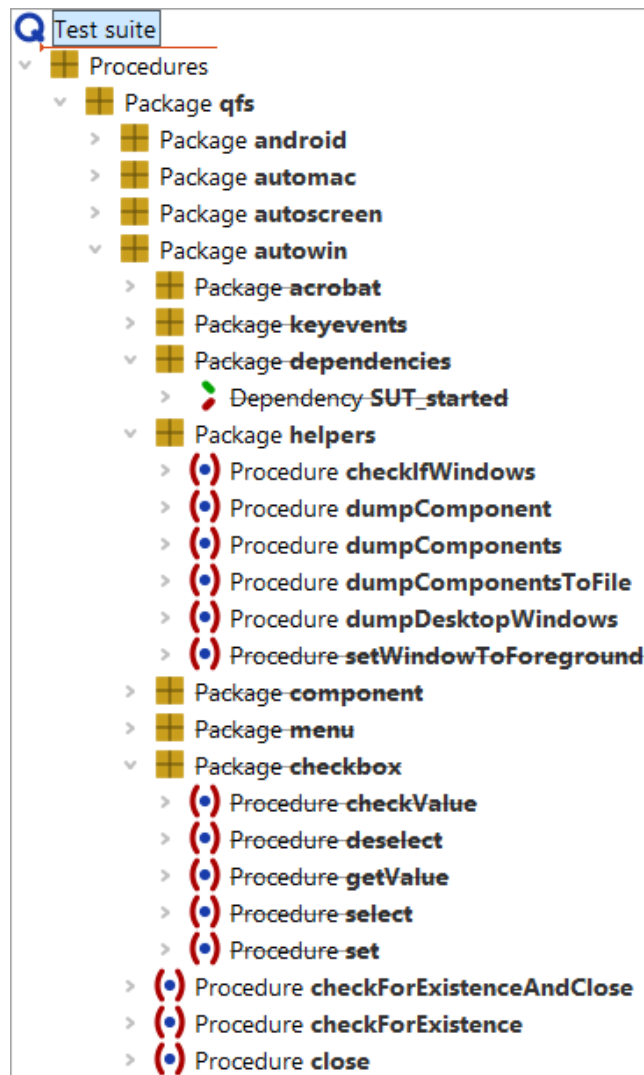 Test suite
Procedures
Package qfs
Package android
Package automac
Package autoscreen
Package autowin
Package acrobat
Package keyevents
Package dependencies
Dependency SUT_started
Package helpers
Procedure checkIfWindows
Procedure dumpComponent
Procedure dumpComponents
Procedure dumpComponentsToFile
Procedure dumpDesktopWindows
Procedure setWindowToForeground
Package component
Package menu
Package checkbox
Procedure checkValue
Procedure deselect
Procedure getValue
Procedure select
Procedure set
Procedure checkForExistenceAndClose
Procedure checkForExistence
Procedure close